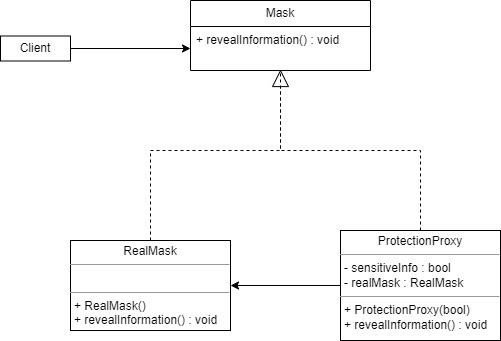 Mask
+ revealInformation() : void
Client
RealMask
+ RealMask()
+ revealInformation() : void
ProtectionProxy
- sensitiveInfo : bool
- realMask : RealMask
+ ProtectionProxy(bool)
+ revealInformation() : void